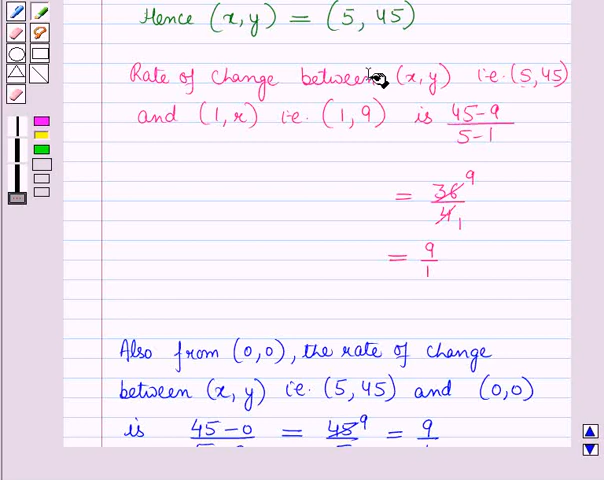 Hence (x, y) = (5, 45)
Rate of change between (x, y) i.e. (5, 45)
and (1, r) i.e. (1, 9) is 45-9/5-1
= 36 9/4 1
= 9/1
Also from (0,0), the rate of change
between (x, y) i.e. (5, 45) and (0,0)
is 45-0 = 45 9 = 9